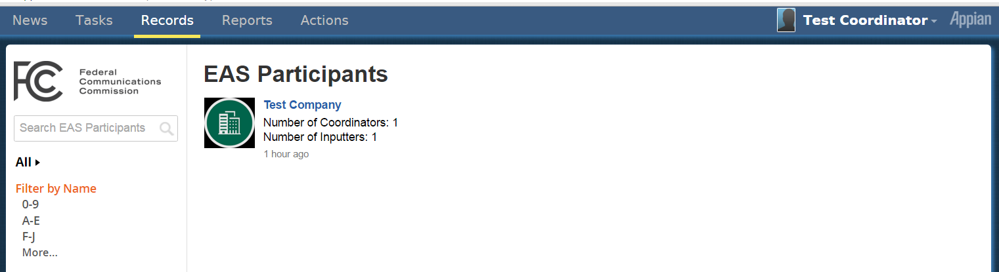 News Tasks Records Reports Actions Test Coordinator Appian
FCC Federal
Communications
Commission
Search EAS Participants
All
Filter by Name
0-9
A-E
F-J
More...
EAS Participants
Test Company
Number of Coordinators: 1
Number of Inputters: 1
1 hour ago